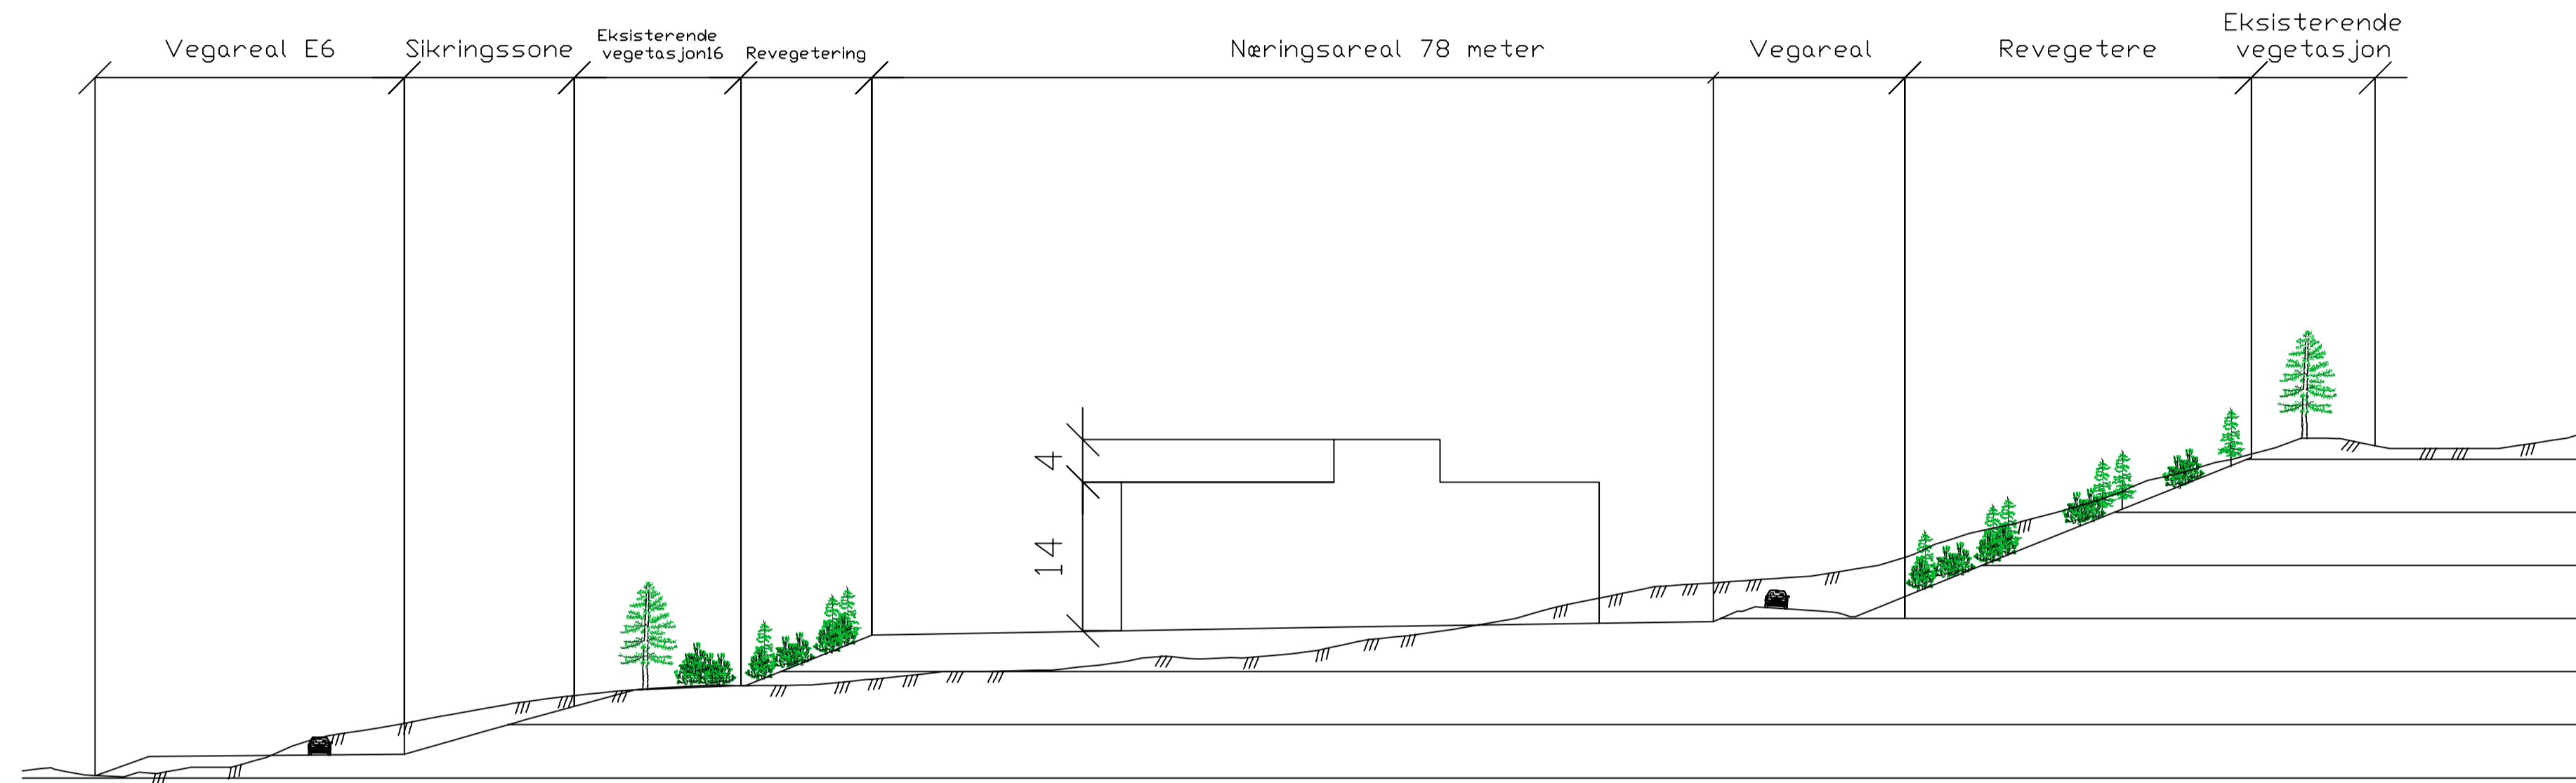 Vegareal E6
Sikringssone
Eksisterende
vegetasjon16
Revegetering
Næringsareal 78 meter
Vegareal
Revegetere
Eksisterende
vegetasjon
4
14